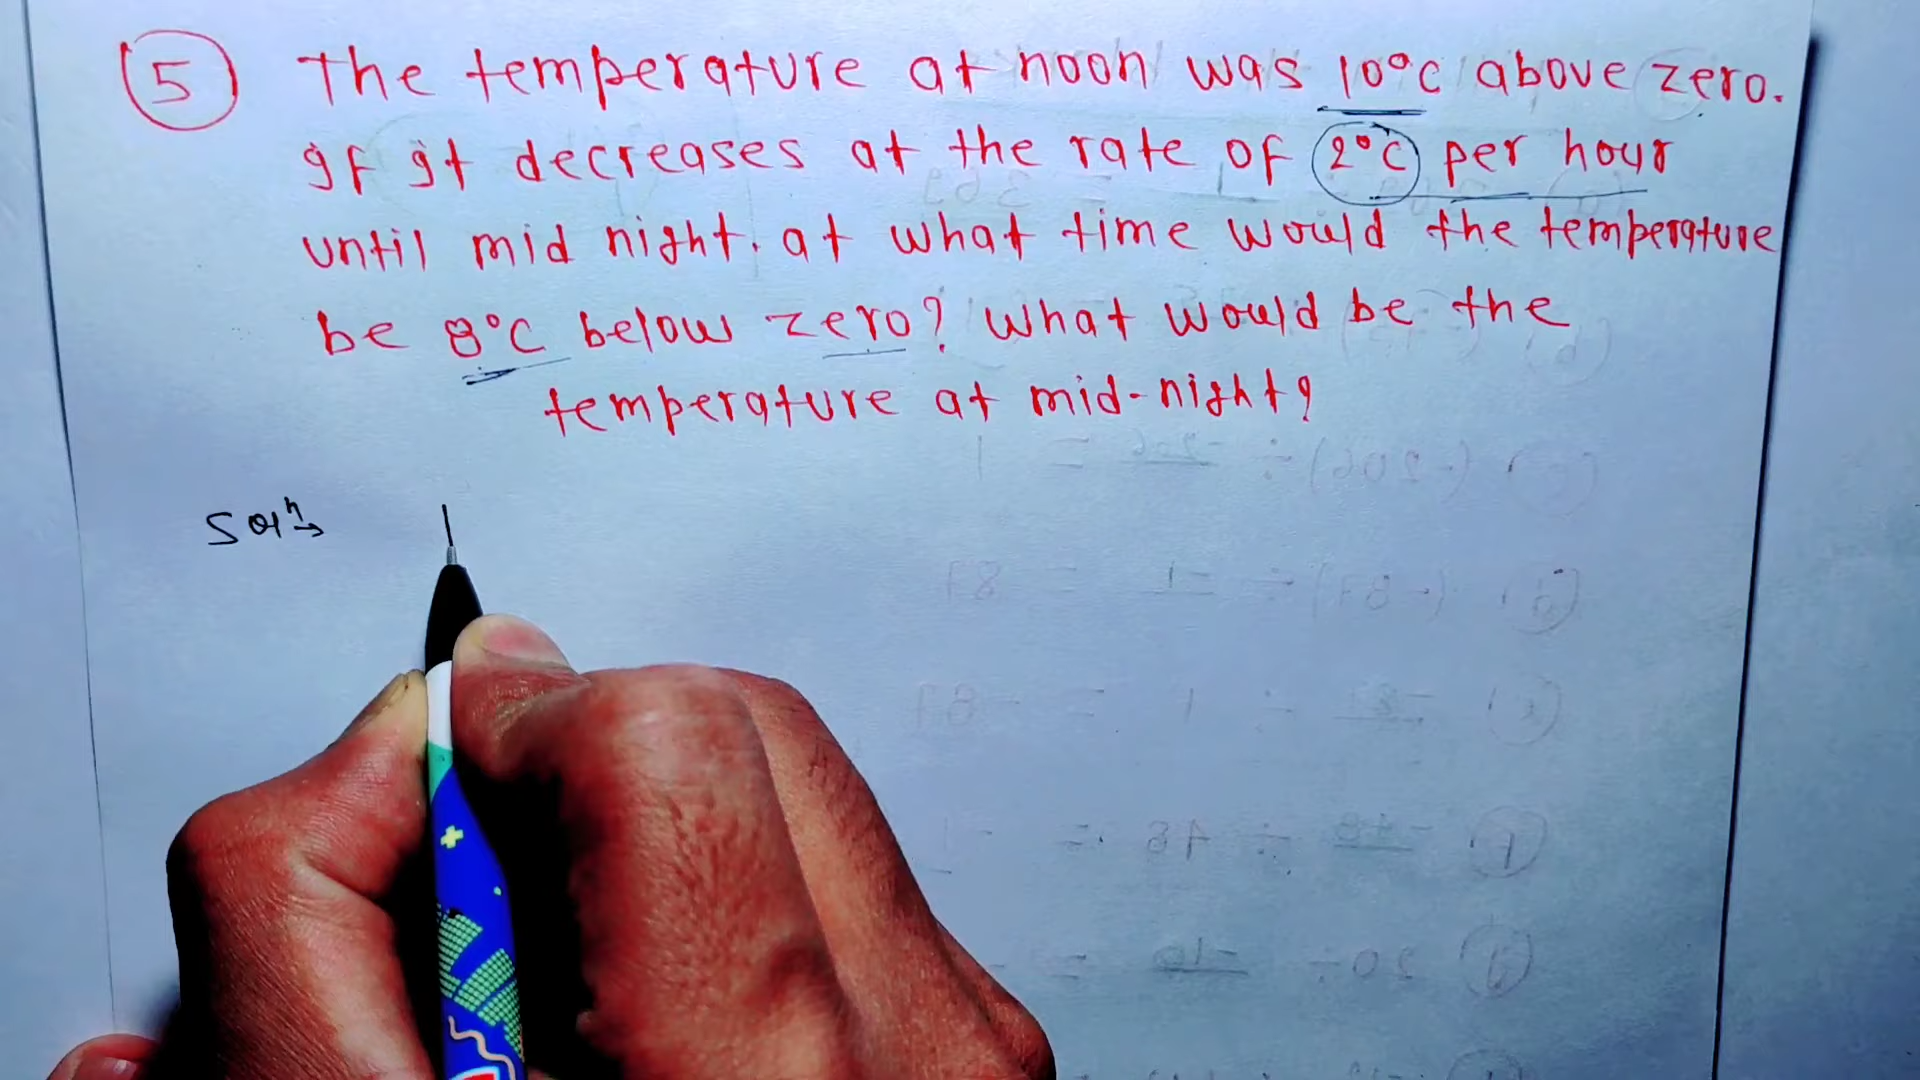 5 The temperature at noon was 10°C above zero.
If It decreases at the rate of 2°C per hour
until mid night. at what time would the temperature
be 8°C below zero? What would be the
temperature at mid-night?
Solⁿ→